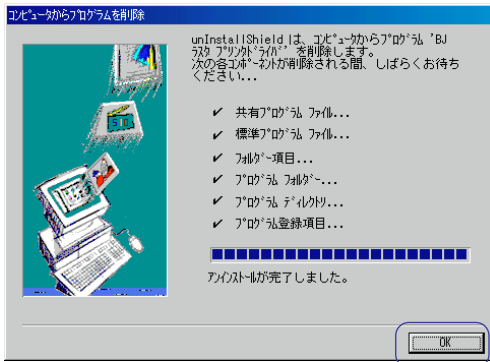 コンピュータからプログラムを削除
unInstallShield は、コンピュータからプログラム 'BJ
ラスタ プリンタドライバ' を削除します。
次の各コンポーネントが削除される間、しばらくお待ち
ください...
✔ 共有プログラム ファイル...
✔ 標準プログラム ファイル...
✔ フォルダー項目...
✔ プログラム フォルダー...
✔ プログラム ディレクトリ...
✔ プログラム登録項目...
アンインストールが完了しました。
OK